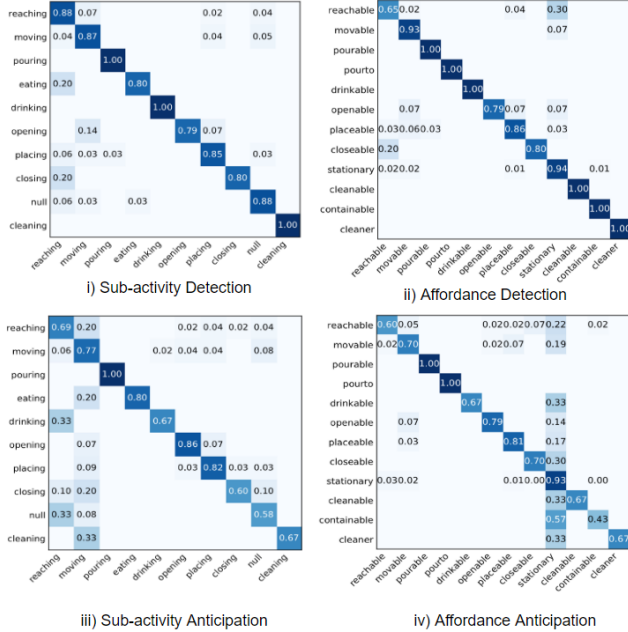 reaching 0.88 0.07 0.02 0.04
moving 0.04 0.87 0.04 0.05
pouring 1.00
eating 0.20 0.80
drinking 1.00
opening 0.14 0.79 0.07
placing 0.06 0.03 0.03 0.85 0.03
closing 0.20 0.80
null 0.06 0.03 0.03 0.88
cleaning 1.00
reaching moving pouring eating drinking opening placing closing null cleaning
i) Sub-activity Detection
reachable 0.65 0.02 0.04 0.30
movable 0.93 0.07
pourable 1.00
pourto 1.00
drinkable 1.00
openable 0.07 0.79 0.07 0.07
placeable 0.03 0.06 0.03 0.86 0.03
closeable 0.20 0.80
stationary 0.02 0.02 0.01 0.94 0.01
cleanable 1.00
containable 1.00
cleaner 1.00
reachable movable pourable pourto drinkable openable placeable closeable stationary cleanable containable cleaner
ii) Affordance Detection
reaching 0.69 0.20 0.02 0.04 0.02 0.04
moving 0.06 0.77 0.02 0.04 0.04 0.08
pouring 1.00
eating 0.20 0.80
drinking 0.33 0.67
opening 0.07 0.86 0.07
placing 0.09 0.03 0.82 0.03 0.03
closing 0.10 0.20 0.60 0.10
null 0.33 0.08 0.58
cleaning 0.33 0.67
reaching moving pouring eating drinking opening placing closing null cleaning
iii) Sub-activity Anticipation
reachable 0.60 0.05 0.02 0.02 0.07 0.22 0.02
movable 0.02 0.70 0.02 0.07 0.19
pourable 1.00
pourto 1.00
drinkable 0.67 0.33
openable 0.07 0.79 0.14
placeable 0.03 0.81 0.17
closeable 0.70 0.30
stationary 0.03 0.02 0.01 0.00 0.93 0.00
cleanable 0.33 0.67
containable 0.57 0.43
cleaner 0.33 0.67
reachable movable pourable pourto drinkable openable placeable closeable stationary cleanable containable cleaner
iv) Affordance Anticipation